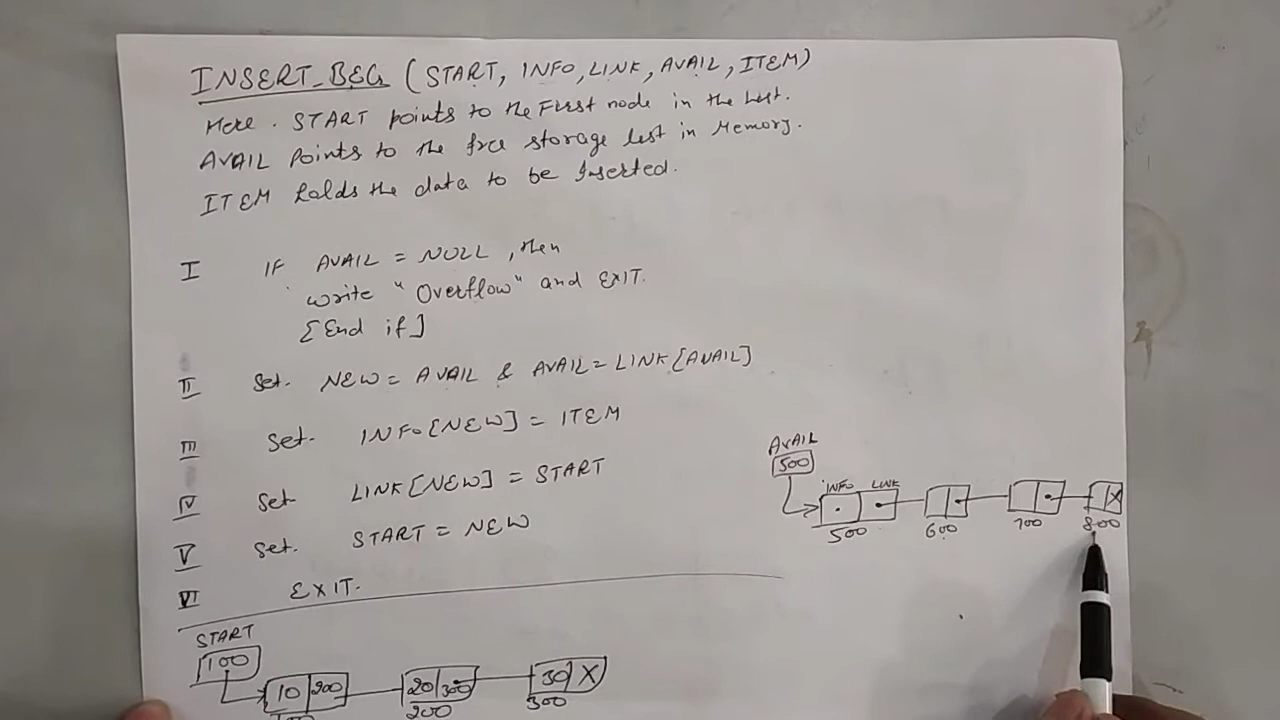 INSERT_BEG (START, INFO, LINK, AVAIL, ITEM)
Here. START points to the First node in the List.
AVAIL Points to the free storage list in Memory.
ITEM holds the data to be Inserted.
I IF AVAIL = NULL, then
write "Overflow" and EXIT.
[End if]
II Set. NEW = AVAIL & AVAIL = LINK[AVAIL]
III Set. INFO[NEW] = ITEM
IV Set LINK[NEW] = START
V Set. START = NEW
VI EXIT.
AVAIL
500
INFO LINK
X
500 600 700 800
START
100
10 200 20 300 30 X
100 200 300